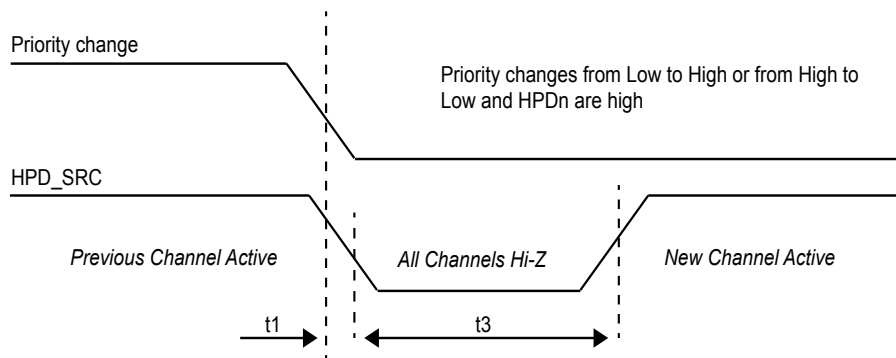 Priority change
Priority changes from Low to High or from High to
Low and HPDn are high
HPD_SRC
Previous Channel Active
All Channels Hi-Z
New Channel Active
t1
t3